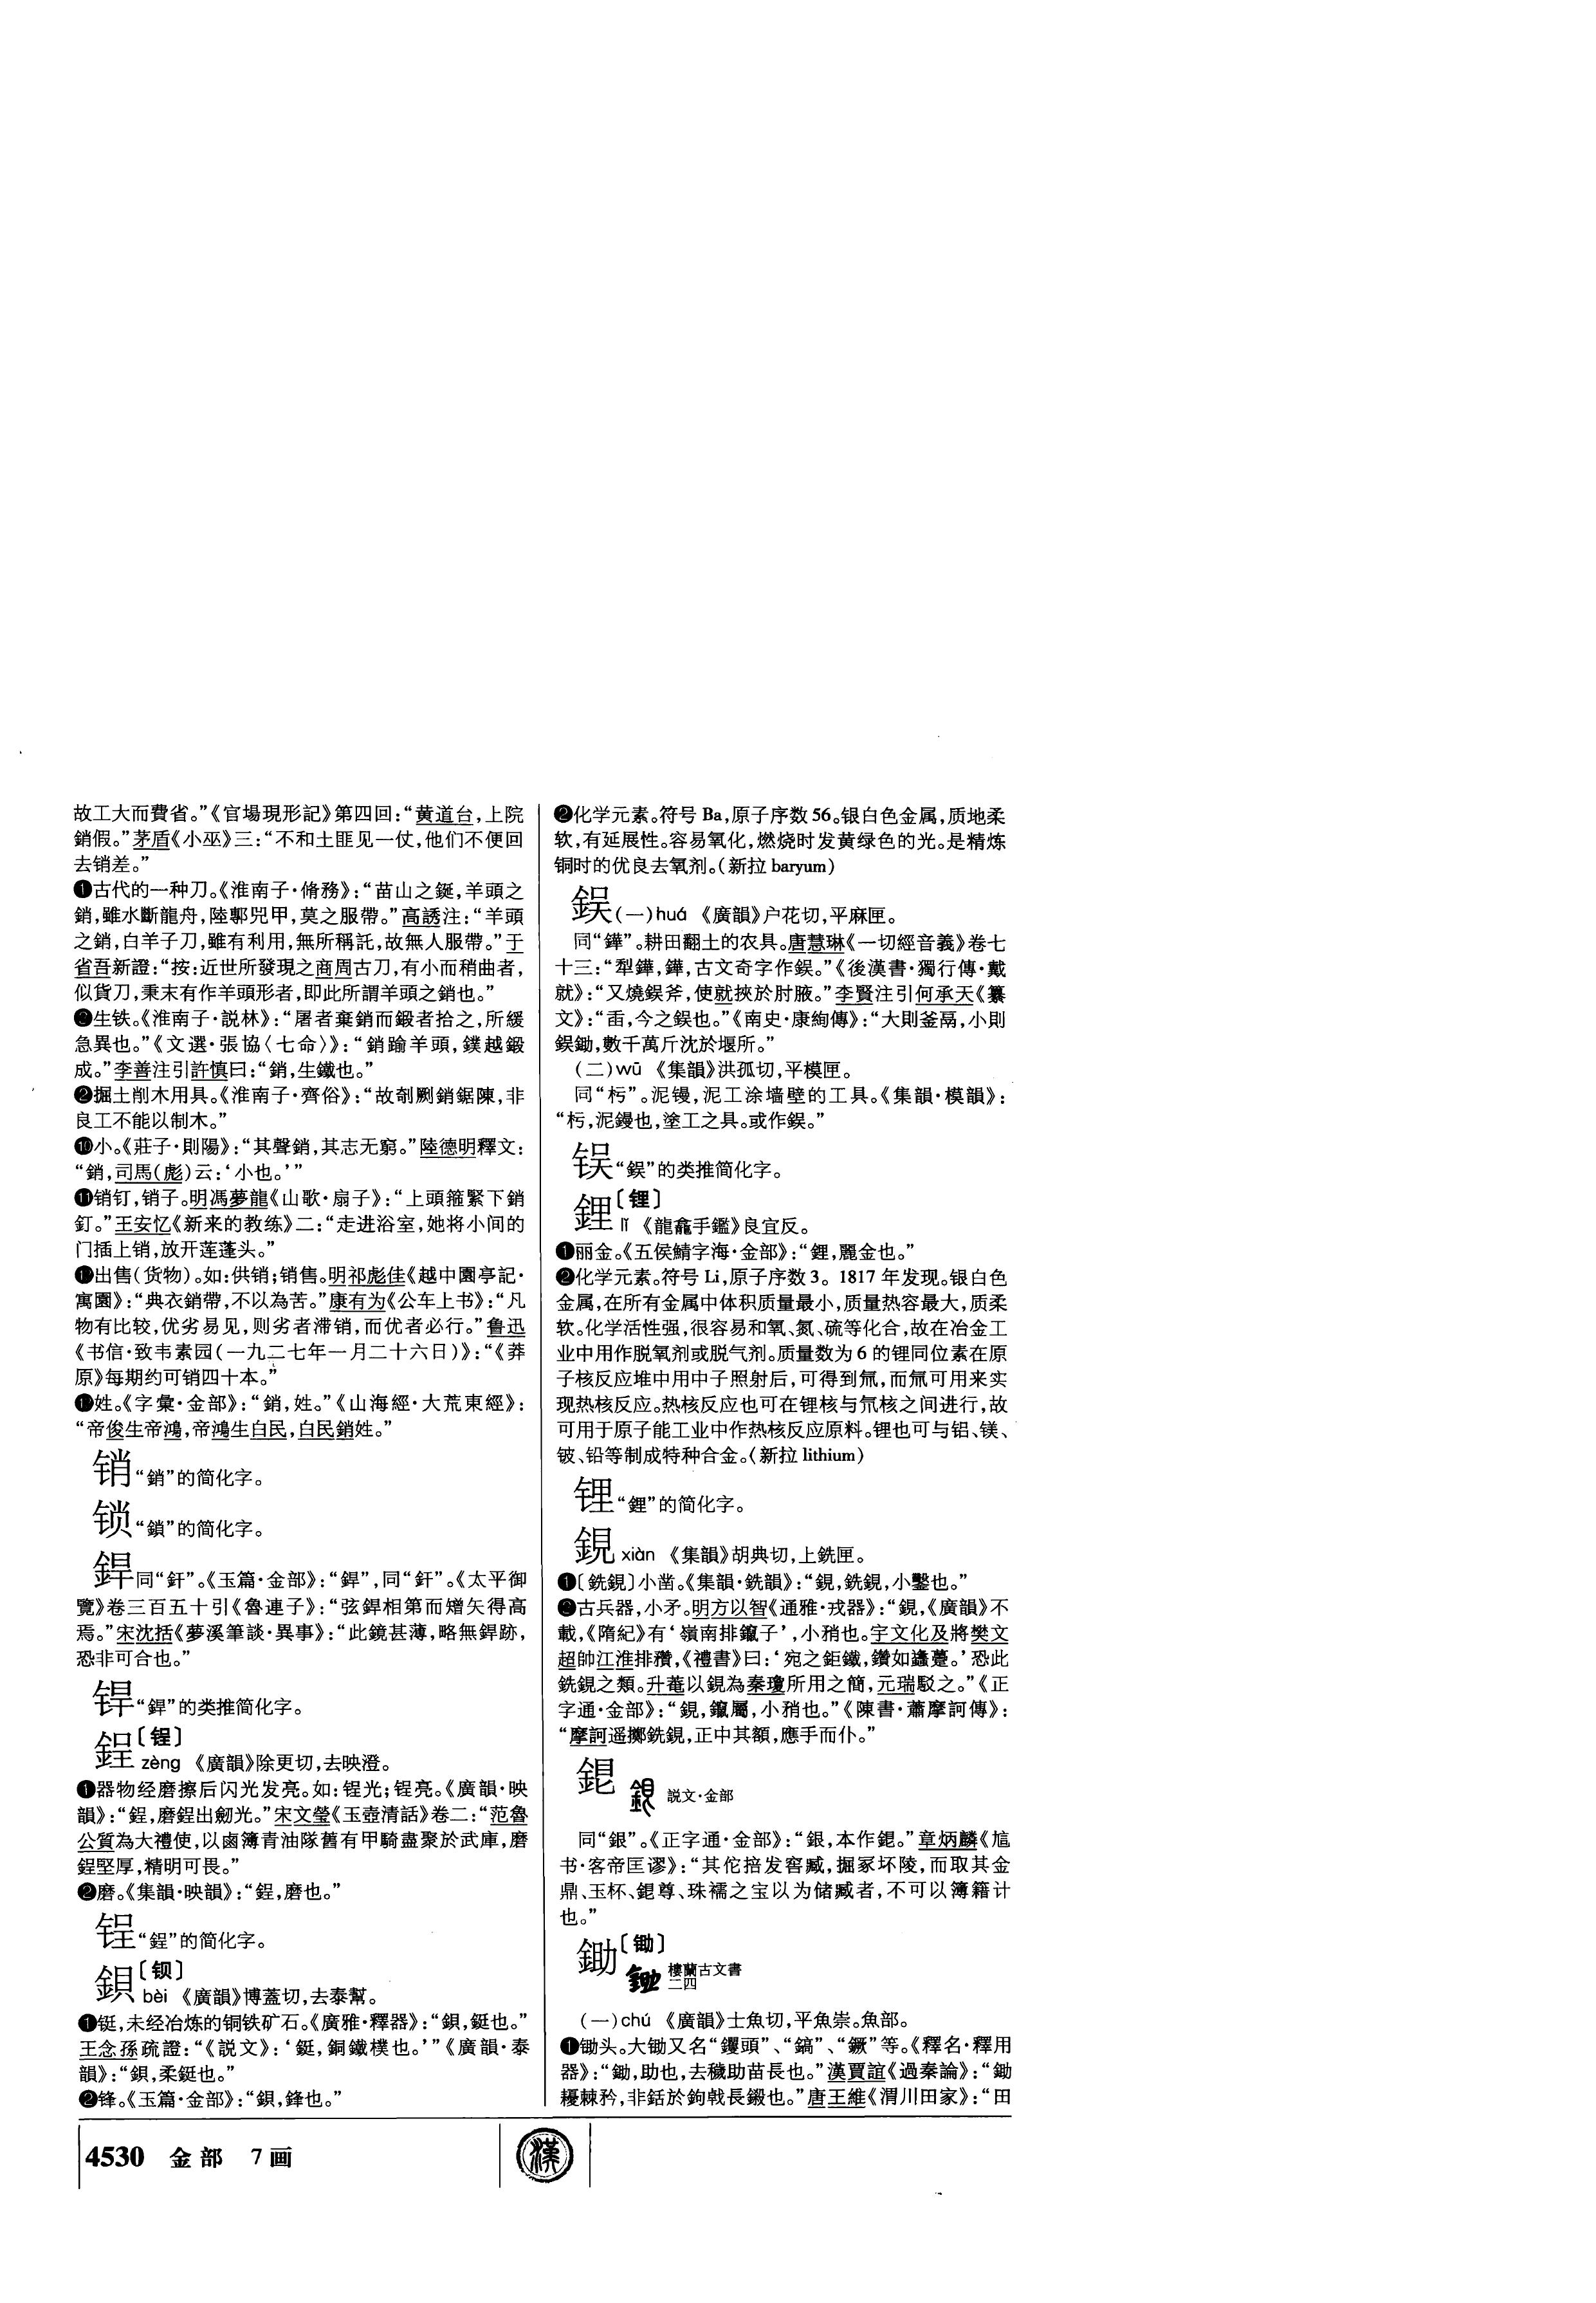 故工大而費省。”《官場現形記》第四回：“黄道台，上院
銷假。”茅盾《小巫》三：“不和土匪见一仗，他们不便回
去销差。”
❶古代的一种刀。《淮南子·脩務》：“苗山之鋋，羊頭之
銷，雖水斷龍舟，陸剸兕甲，莫之服帶。”高誘注：“羊頭
之銷，白羊子刀，雖有利用，無所稱託，故無人服帶。”于
省吾新證：“按：近世所發現之商周古刀，有小而稍曲者，
似貨刀，秉末有作羊頭形者，即此所謂羊頭之銷也。”
生铁。《淮南子·説林》：“屠者棄銷而鍛者拾之，所緩
急異也。”《文選·張協〈七命〉》：“銷踰羊頭，鏷越鍛
成。”李善注引許慎曰：“銷，生鐵也。”
❷掘土削木用具。《淮南子·齊俗》：“故剞劂銷鋸陳，非
良工不能以制木。”
❿小。《莊子·則陽》：“其聲銷，其志无窮。”陸德明釋文：
“銷，司馬（彪）云：‘小也。’”
⓫销钉，销子。明馮夢龍《山歌·扇子》：“上頭箍緊下銷
釘。”王安忆《新来的教练》二：“走进浴室，她将小间的
门插上销，放开莲蓬头。”
出售（货物）。如：供销；销售。明祁彪佳《越中園亭記·
寓園》：“典衣銷帶，不以為苦。”康有为《公车上书》：“凡
物有比较，优劣易见，则劣者滞销，而优者必行。”鲁迅
《书信·致韦素园（一九二七年一月二十六日）》：“《莽
原》每期约可销四十本。”
姓。《字彙·金部》：“銷，姓。”《山海經·大荒東經》：
“帝俊生帝鴻，帝鴻生白民，白民銷姓。”
销“銷”的简化字。
锁“鎖”的简化字。
銲同“釬”。《玉篇·金部》：“銲”，同“釬”。《太平御
覽》卷三百五十引《魯連子》：“弦銲相第而矰矢得高
焉。”宋沈括《夢溪筆談·異事》：“此鏡甚薄，略無銲跡，
恐非可合也。”
𫓧“銲”的类推简化字。
鋥〔锃〕
zèng 《廣韻》除更切，去映澄。
❶器物经磨擦后闪光发亮。如：锃光；锃亮。《廣韻·映
韻》：“鋥，磨鋥出劒光。”宋文瑩《玉壺清話》卷二：“范魯
公質為大禮使，以鹵簿青油隊舊有甲騎盡聚於武庫，磨
鋥堅厚，精明可畏。”
❷磨。《集韻·映韻》：“鋥，磨也。”
锃“鋥”的简化字。
鋇〔钡〕
bèi 《廣韻》博蓋切，去泰幫。
❶铤，未经冶炼的铜铁矿石。《廣雅·釋器》：“鋇，鋌也。”
王念孫疏證：“《説文》：‘鋌，銅鐵樸也。’”《廣韻·泰
韻》：“鋇，柔鋌也。”
❷锋。《玉篇·金部》：“鋇，鋒也。”
❷化学元素。符号 Ba，原子序数 56。银白色金属，质地柔
软，有延展性。容易氧化，燃烧时发黄绿色的光。是精炼
铜时的优良去氧剂。（新拉 baryum）
鋘（一）huá 《廣韻》户花切，平麻匣。
同“鏵”。耕田翻土的农具。唐慧琳《一切經音義》卷七
十三：“犁鏵，鏵，古文奇字作鋘。”《後漢書·獨行傳·戴
就》：“又燒鋘斧，使就挾於肘腋。”李賢注引何承天《纂
文》：“臿，今之鋘也。”《南史·康絢傳》：“大則釜鬲，小則
鋘鋤，數千萬斤沈於堰所。”
（二）wū 《集韻》洪孤切，平模匣。
同“杇”。泥镘，泥工涂墙壁的工具。《集韻·模韻》：
“杇，泥鏝也，塗工之具。或作鋘。”
“鋘”的类推简化字。
鋰〔锂〕
lǐ 《龍龕手鑑》良宜反。
❶丽金。《五侯鯖字海·金部》：“鋰，麗金也。”
❷化学元素。符号 Li，原子序数 3。1817 年发现。银白色
金属，在所有金属中体积质量最小，质量热容最大，质柔
软。化学活性强，很容易和氧、氮、硫等化合，故在冶金工
业中用作脱氧剂或脱气剂。质量数为 6 的锂同位素在原
子核反应堆中用中子照射后，可得到氚，而氚可用来实
现热核反应。热核反应也可在锂核与氘核之间进行，故
可用于原子能工业中作热核反应原料。锂也可与铝、镁、
铍、铅等制成特种合金。（新拉 lithium）
锂“鋰”的简化字。
鋧 xiàn 《集韻》胡典切，上銑匣。
❶〔銑鋧〕小凿。《集韻·銑韻》：“鋧，銑鋧，小鑿也。”
❷古兵器，小矛。明方以智《通雅·戎器》：“鋧，《廣韻》不
載，《隋紀》有‘嶺南排鑹子’，小矟也。宇文化及將樊文
超帥江淮排䂎，《禮書》曰：‘宛之鉅鐵，鑽如蠭蠆。’恐此
銑鋧之類。升菴以鋧為秦瓊所用之簡，元瑞駁之。”《正
字通·金部》：“鋧，鑹屬，小矟也。”《陳書·蕭摩訶傳》：
“摩訶遥擲銑鋧，正中其額，應手而仆。”
説文·金部
同“銀”。《正字通·金部》：“銀，本作鋃。”章炳麟《訄
书·客帝匡谬》：“其佗掊发窖臧，掘冢坏陵，而取其金
鼎、玉杯、尊、珠襦之宝以为储臧者，不可以簿籍计
也。”
鋤〔锄〕
樓蘭古文書
二四
（一）chú 《廣韻》士魚切，平魚崇。魚部。
❶锄头。大锄又名“钁頭”、“鎬”、“鐝”等。《釋名·釋用
器》：“鋤，助也，去穢助苗長也。”漢賈誼《過秦論》：“鋤
耰棘矜，非銛於鉤戟長鎩也。”唐王維《渭川田家》：“田
4530 金部 7画
漢